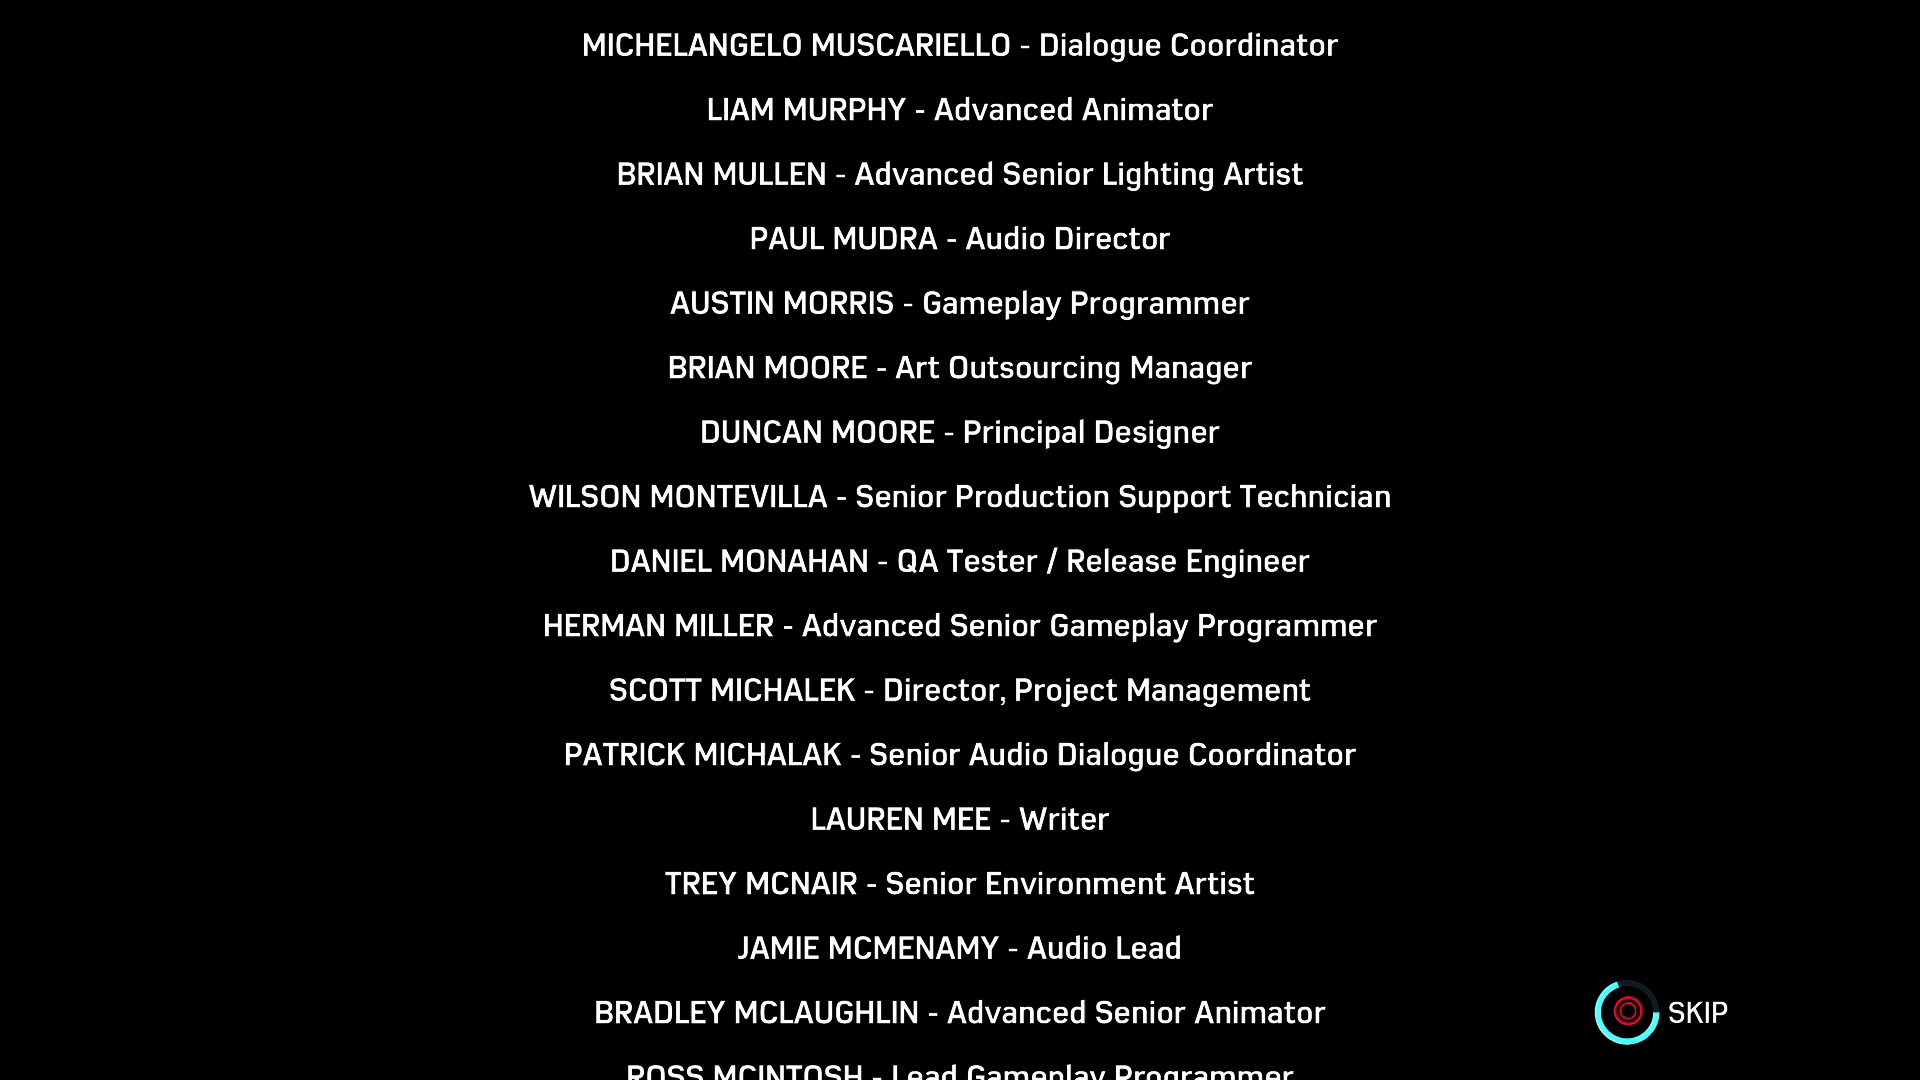 MICHELANGELO MUSCARIELLO - Dialogue Coordinator
LIAM MURPHY - Advanced Animator
BRIAN MULLEN - Advanced Senior Lighting Artist
PAUL MUDRA - Audio Director
AUSTIN MORRIS - Gameplay Programmer
BRIAN MOORE - Art Outsourcing Manager
DUNCAN MOORE - Principal Designer
WILSON MONTEVILLA - Senior Production Support Technician
DANIEL MONAHAN - QA Tester / Release Engineer
HERMAN MILLER - Advanced Senior Gameplay Programmer
SCOTT MICHALEK - Director, Project Management
PATRICK MICHALAK - Senior Audio Dialogue Coordinator
LAUREN MEE - Writer
TREY MCNAIR - Senior Environment Artist
JAMIE MCMENAMY - Audio Lead
BRADLEY MCLAUGHLIN - Advanced Senior Animator
SKIP
ROSS MCINTOSH - Lead Gameplay Programmer